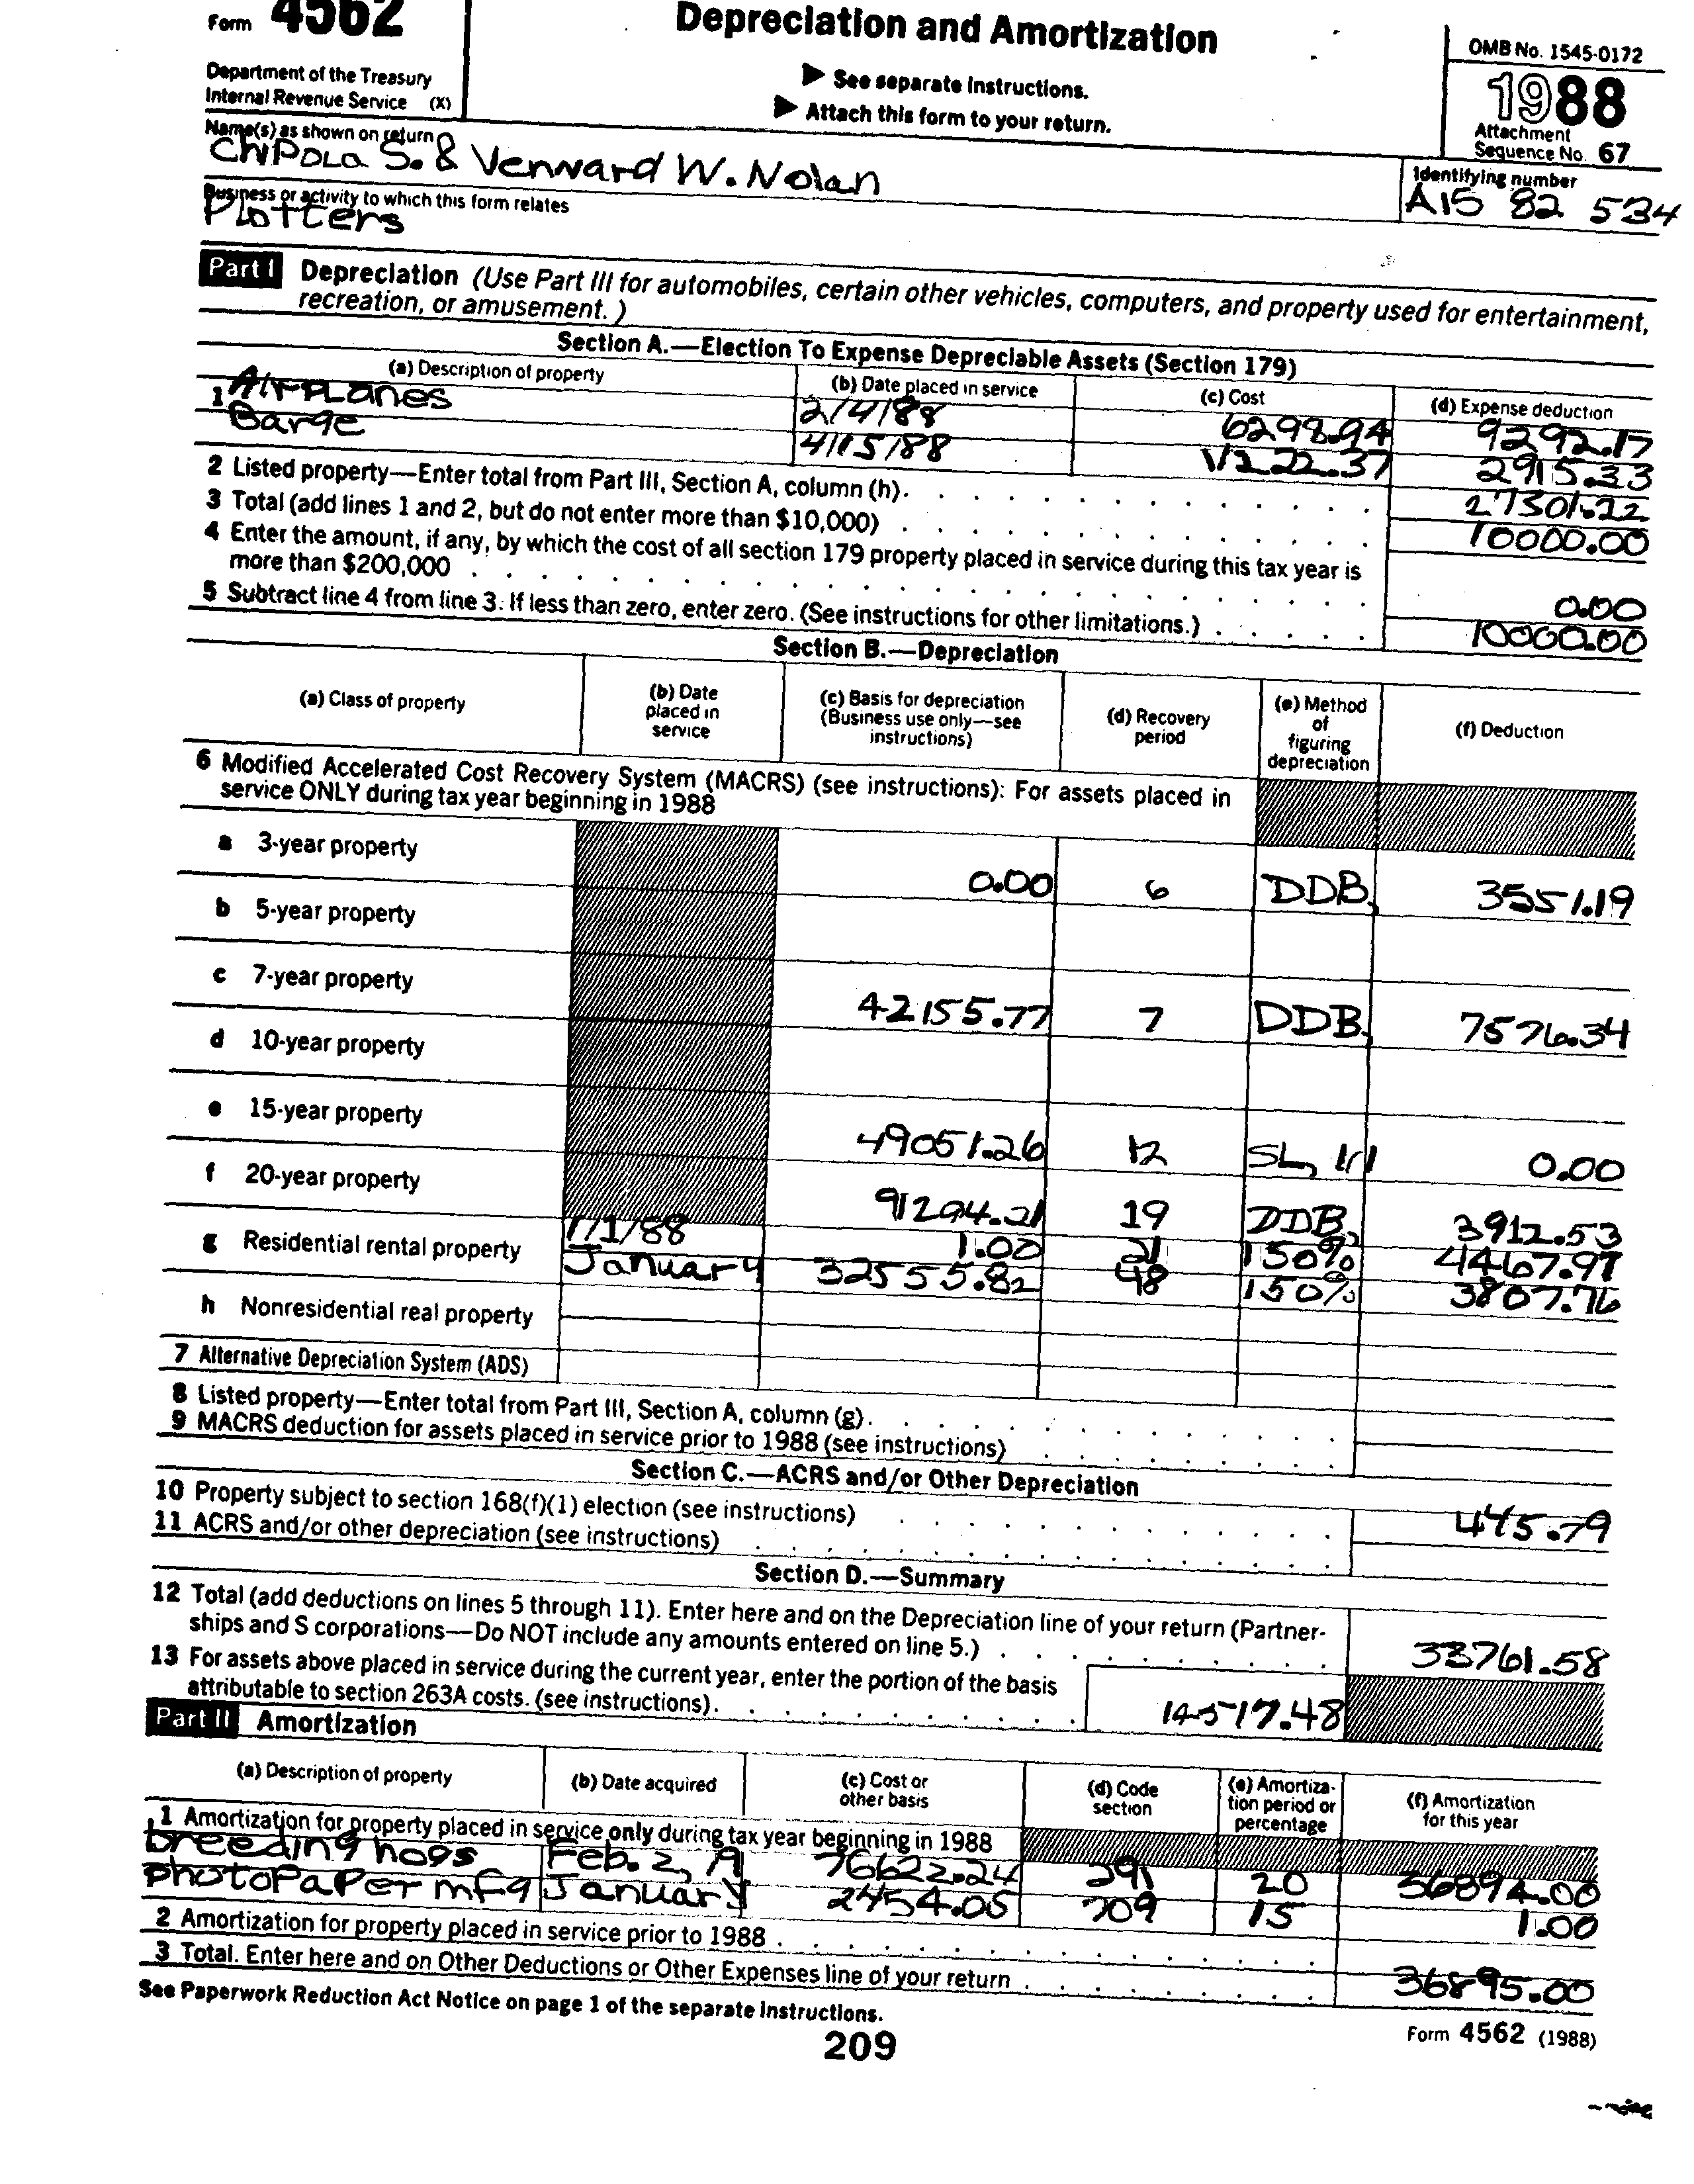 Form 4562
Depreciation and Amortization
OMB No. 1545-0172
Department of the Treasury
Internal Revenue Service (X)
▶ See separate Instructions.
▶ Attach this form to your return.
1988
Attachment
Sequence No. 67
Name(s) as shown on return
Chipola S. & Vennard W. Nolan
Identifying number
A15 82 534
Business or activity to which this form relates
Plotters
Part I Depreciation (Use Part III for automobiles, certain other vehicles, computers, and property used for entertainment,
recreation, or amusement.)
Section A.—Election To Expense Depreciable Assets (Section 179)
(a) Description of property (b) Date placed in service (c) Cost (d) Expense deduction
1 Airplanes 2/4/88 6298.94 9292.17
Barge 4/15/88 2915.33
2 Listed property—Enter total from Part III, Section A, column (h). 27301.22
3 Total (add lines 1 and 2, but do not enter more than $10,000) 10000.00
4 Enter the amount, if any, by which the cost of all section 179 property placed in service during this tax year is
more than $200,000 0.00
5 Subtract line 4 from line 3. If less than zero, enter zero. (See instructions for other limitations.) 10000.00
Section B.—Depreciation
(a) Class of property (b) Date placed in service (c) Basis for depreciation (Business use only—see instructions) (d) Recovery period (e) Method of figuring depreciation (f) Deduction
6 Modified Accelerated Cost Recovery System (MACRS) (see instructions): For assets placed in
service ONLY during tax year beginning in 1988
a 3-year property 0.00 6 DDB, 3551.19
b 5-year property
c 7-year property 42155.77 7 DDB, 7576.34
d 10-year property
e 15-year property 49051.26 12 SL, 0.00
f 20-year property 91294.21 19 DDB, 3912.53
g Residential rental property 1/1/88 1.00 21 150% 4467.97
January 32555.82 48 150% 3807.76
h Nonresidential real property
7 Alternative Depreciation System (ADS)
8 Listed property—Enter total from Part III, Section A, column (g).
9 MACRS deduction for assets placed in service prior to 1988 (see instructions)
Section C.—ACRS and/or Other Depreciation
10 Property subject to section 168(f)(1) election (see instructions) 445.79
11 ACRS and/or other depreciation (see instructions)
Section D.—Summary
12 Total (add deductions on lines 5 through 11). Enter here and on the Depreciation line of your return (Partner-
ships and S corporations—Do NOT include any amounts entered on line 5.) 33761.58
13 For assets above placed in service during the current year, enter the portion of the basis
attributable to section 263A costs. (see instructions). 14517.48
Part II Amortization
(a) Description of property (b) Date acquired (c) Cost or other basis (d) Code section (e) Amortization period or percentage (f) Amortization for this year
1 Amortization for property placed in service only during tax year beginning in 1988
breeding hogs Feb. 2, 19 76622.24 391 20 36894.00
photopaper mfg January 2454.05 709 15 1.00
2 Amortization for property placed in service prior to 1988
3 Total. Enter here and on Other Deductions or Other Expenses line of your return 36895.00
See Paperwork Reduction Act Notice on page 1 of the separate Instructions.
Form 4562 (1988)
209